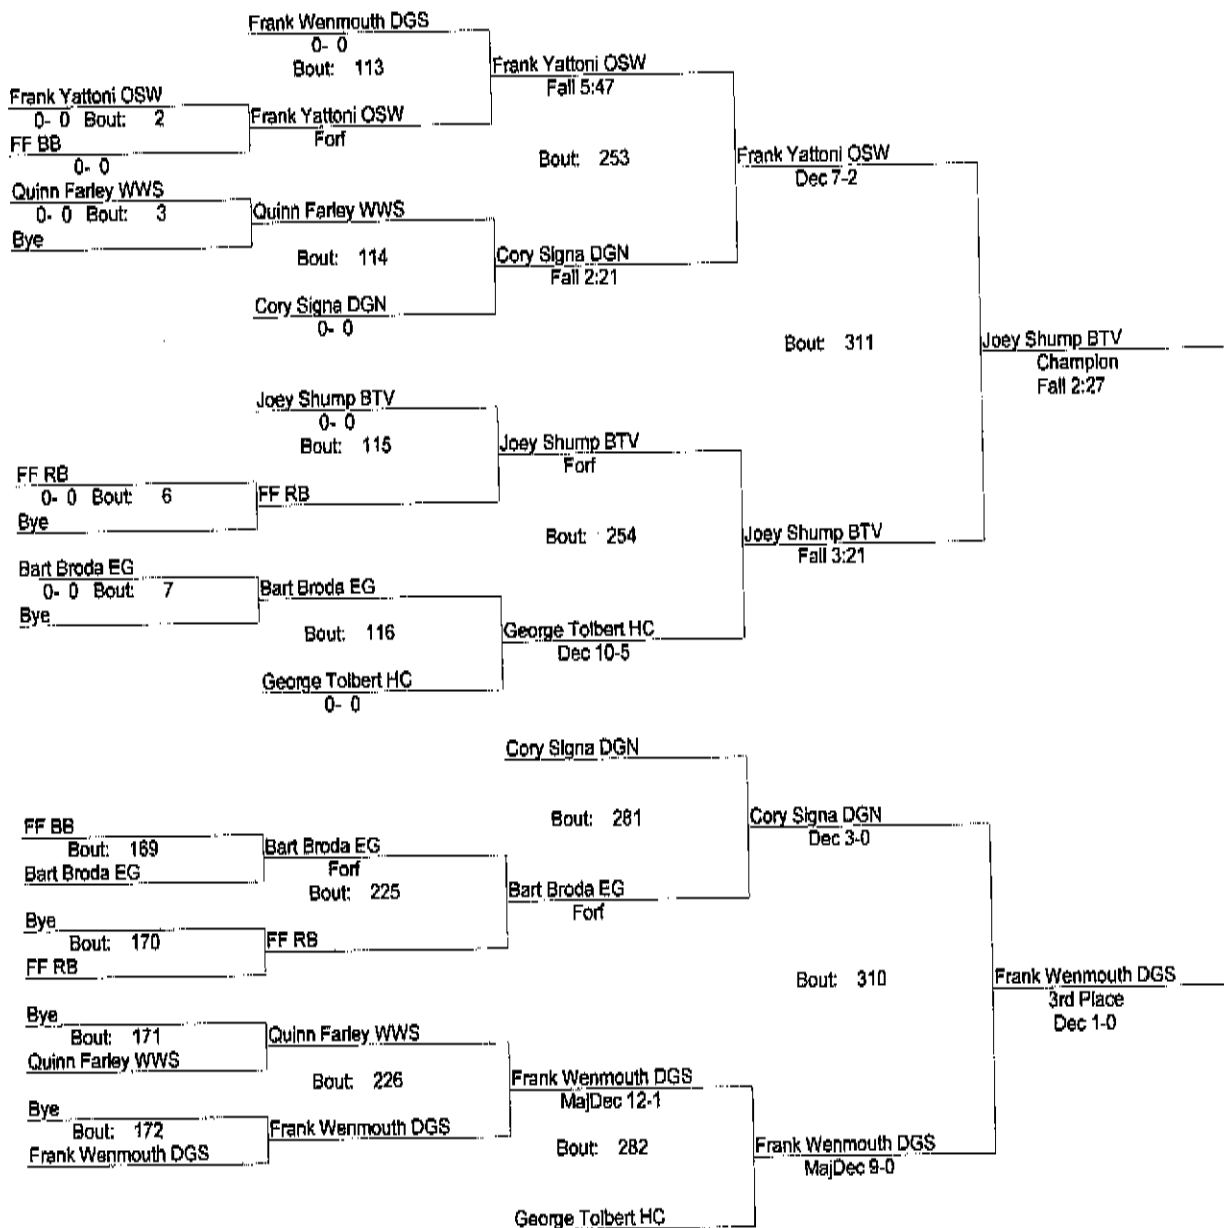 Frank Wenmouth DGS
0- 0
Bout: 113
Frank Yattoni OSW
Fall 5:47
Frank Yattoni OSW
0- 0 Bout: 2
Frank Yattoni OSW
Forf
FF BB
0- 0
Bout: 253
Frank Yattoni OSW
Dec 7-2
Quinn Farley WWS
0- 0 Bout: 3
Quinn Farley WWS
Bye
Bout: 114
Cory Signa DGN
Fall 2:21
Cory Signa DGN
0- 0
Bout: 311
Joey Shump BTV
Champion
Fall 2:27
Joey Shump BTV
0- 0
Bout: 115
Joey Shump BTV
Forf
FF RB
0- 0 Bout: 6
FF RB
Bye
Bout: 254
Joey Shump BTV
Fall 3:21
Bart Broda EG
0- 0 Bout: 7
Bart Broda EG
Bye
Bout: 116
George Tolbert HC
Dec 10-5
George Tolbert HC
0- 0
Cory Signa DGN
Bout: 281
Cory Signa DGN
Dec 3-0
FF BB
Bout: 169
Bart Broda EG
Forf
Bart Broda EG
Bout: 225
Bart Broda EG
Forf
Bye
Bout: 170
FF RB
FF RB
Bout: 310
Frank Wenmouth DGS
3rd Place
Dec 1-0
Bye
Bout: 171
Quinn Farley WWS
Quinn Farley WWS
Bout: 226
Frank Wenmouth DGS
MajDec 12-1
Bye
Bout: 172
Frank Wenmouth DGS
Frank Wenmouth DGS
Bout: 282
Frank Wenmouth DGS
MajDec 9-0
George Tolbert HC